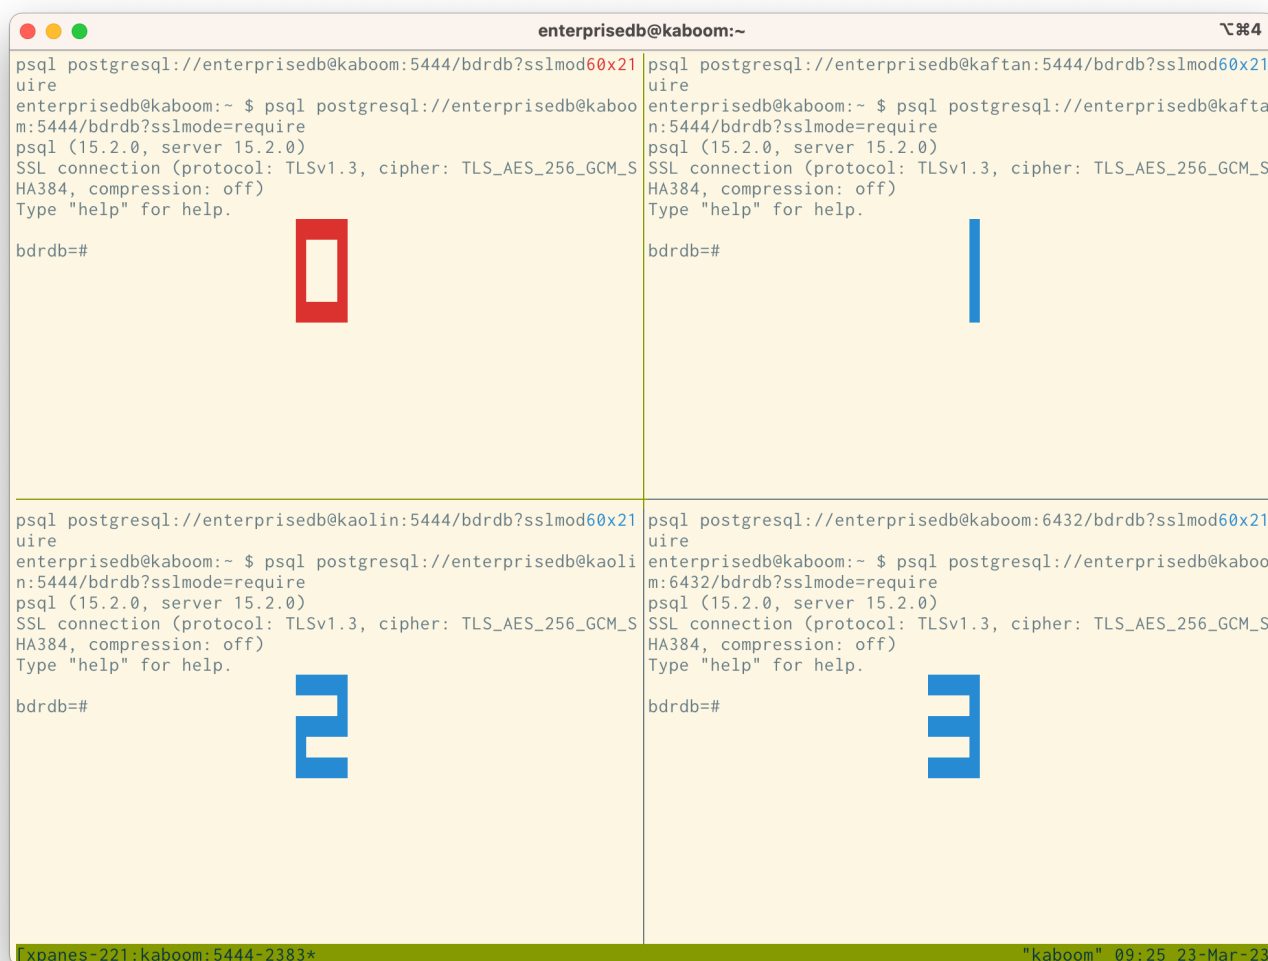 enterprisedb@kaboom:~
⌥⌘4
psql postgresql://enterprisedb@kaboom:5444/bdrdb?sslmod60x21
uire
enterprisedb@kaboom:~ $ psql postgresql://enterprisedb@kaboo
m:5444/bdrdb?sslmode=require
psql (15.2.0, server 15.2.0)
SSL connection (protocol: TLSv1.3, cipher: TLS_AES_256_GCM_S
HA384, compression: off)
Type "help" for help.
bdrdb=#
0
psql postgresql://enterprisedb@kaftan:5444/bdrdb?sslmod60x21
uire
enterprisedb@kaboom:~ $ psql postgresql://enterprisedb@kafta
n:5444/bdrdb?sslmode=require
psql (15.2.0, server 15.2.0)
SSL connection (protocol: TLSv1.3, cipher: TLS_AES_256_GCM_S
HA384, compression: off)
Type "help" for help.
bdrdb=#
1
psql postgresql://enterprisedb@kaolin:5444/bdrdb?sslmod60x21
uire
enterprisedb@kaboom:~ $ psql postgresql://enterprisedb@kaoli
n:5444/bdrdb?sslmode=require
psql (15.2.0, server 15.2.0)
SSL connection (protocol: TLSv1.3, cipher: TLS_AES_256_GCM_S
HA384, compression: off)
Type "help" for help.
bdrdb=#
2
psql postgresql://enterprisedb@kaboom:6432/bdrdb?sslmod60x21
uire
enterprisedb@kaboom:~ $ psql postgresql://enterprisedb@kaboo
m:6432/bdrdb?sslmode=require
psql (15.2.0, server 15.2.0)
SSL connection (protocol: TLSv1.3, cipher: TLS_AES_256_GCM_S
HA384, compression: off)
Type "help" for help.
bdrdb=#
3
[xpanes-221:kaboom:5444-2383*
"kaboom" 09:25 23-Mar-23